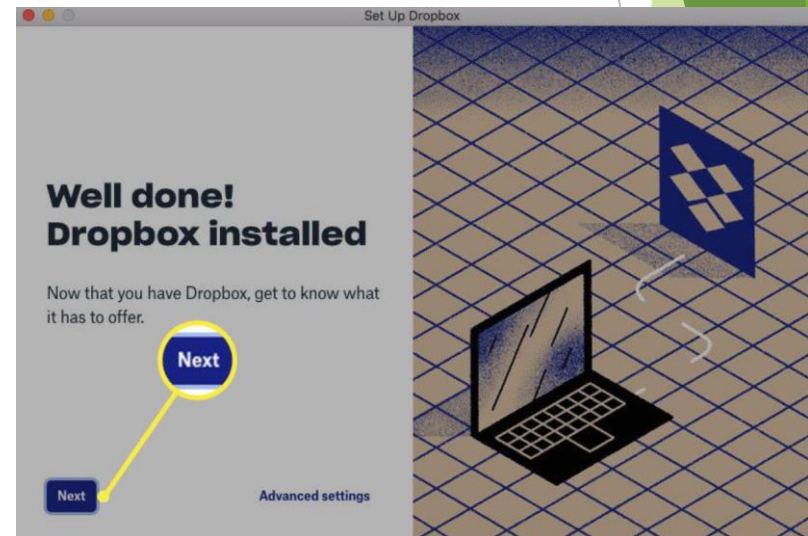 Set Up Dropbox
Well done!
Dropbox installed
Now that you have Dropbox, get to know what
it has to offer.
Next
Next
Advanced settings